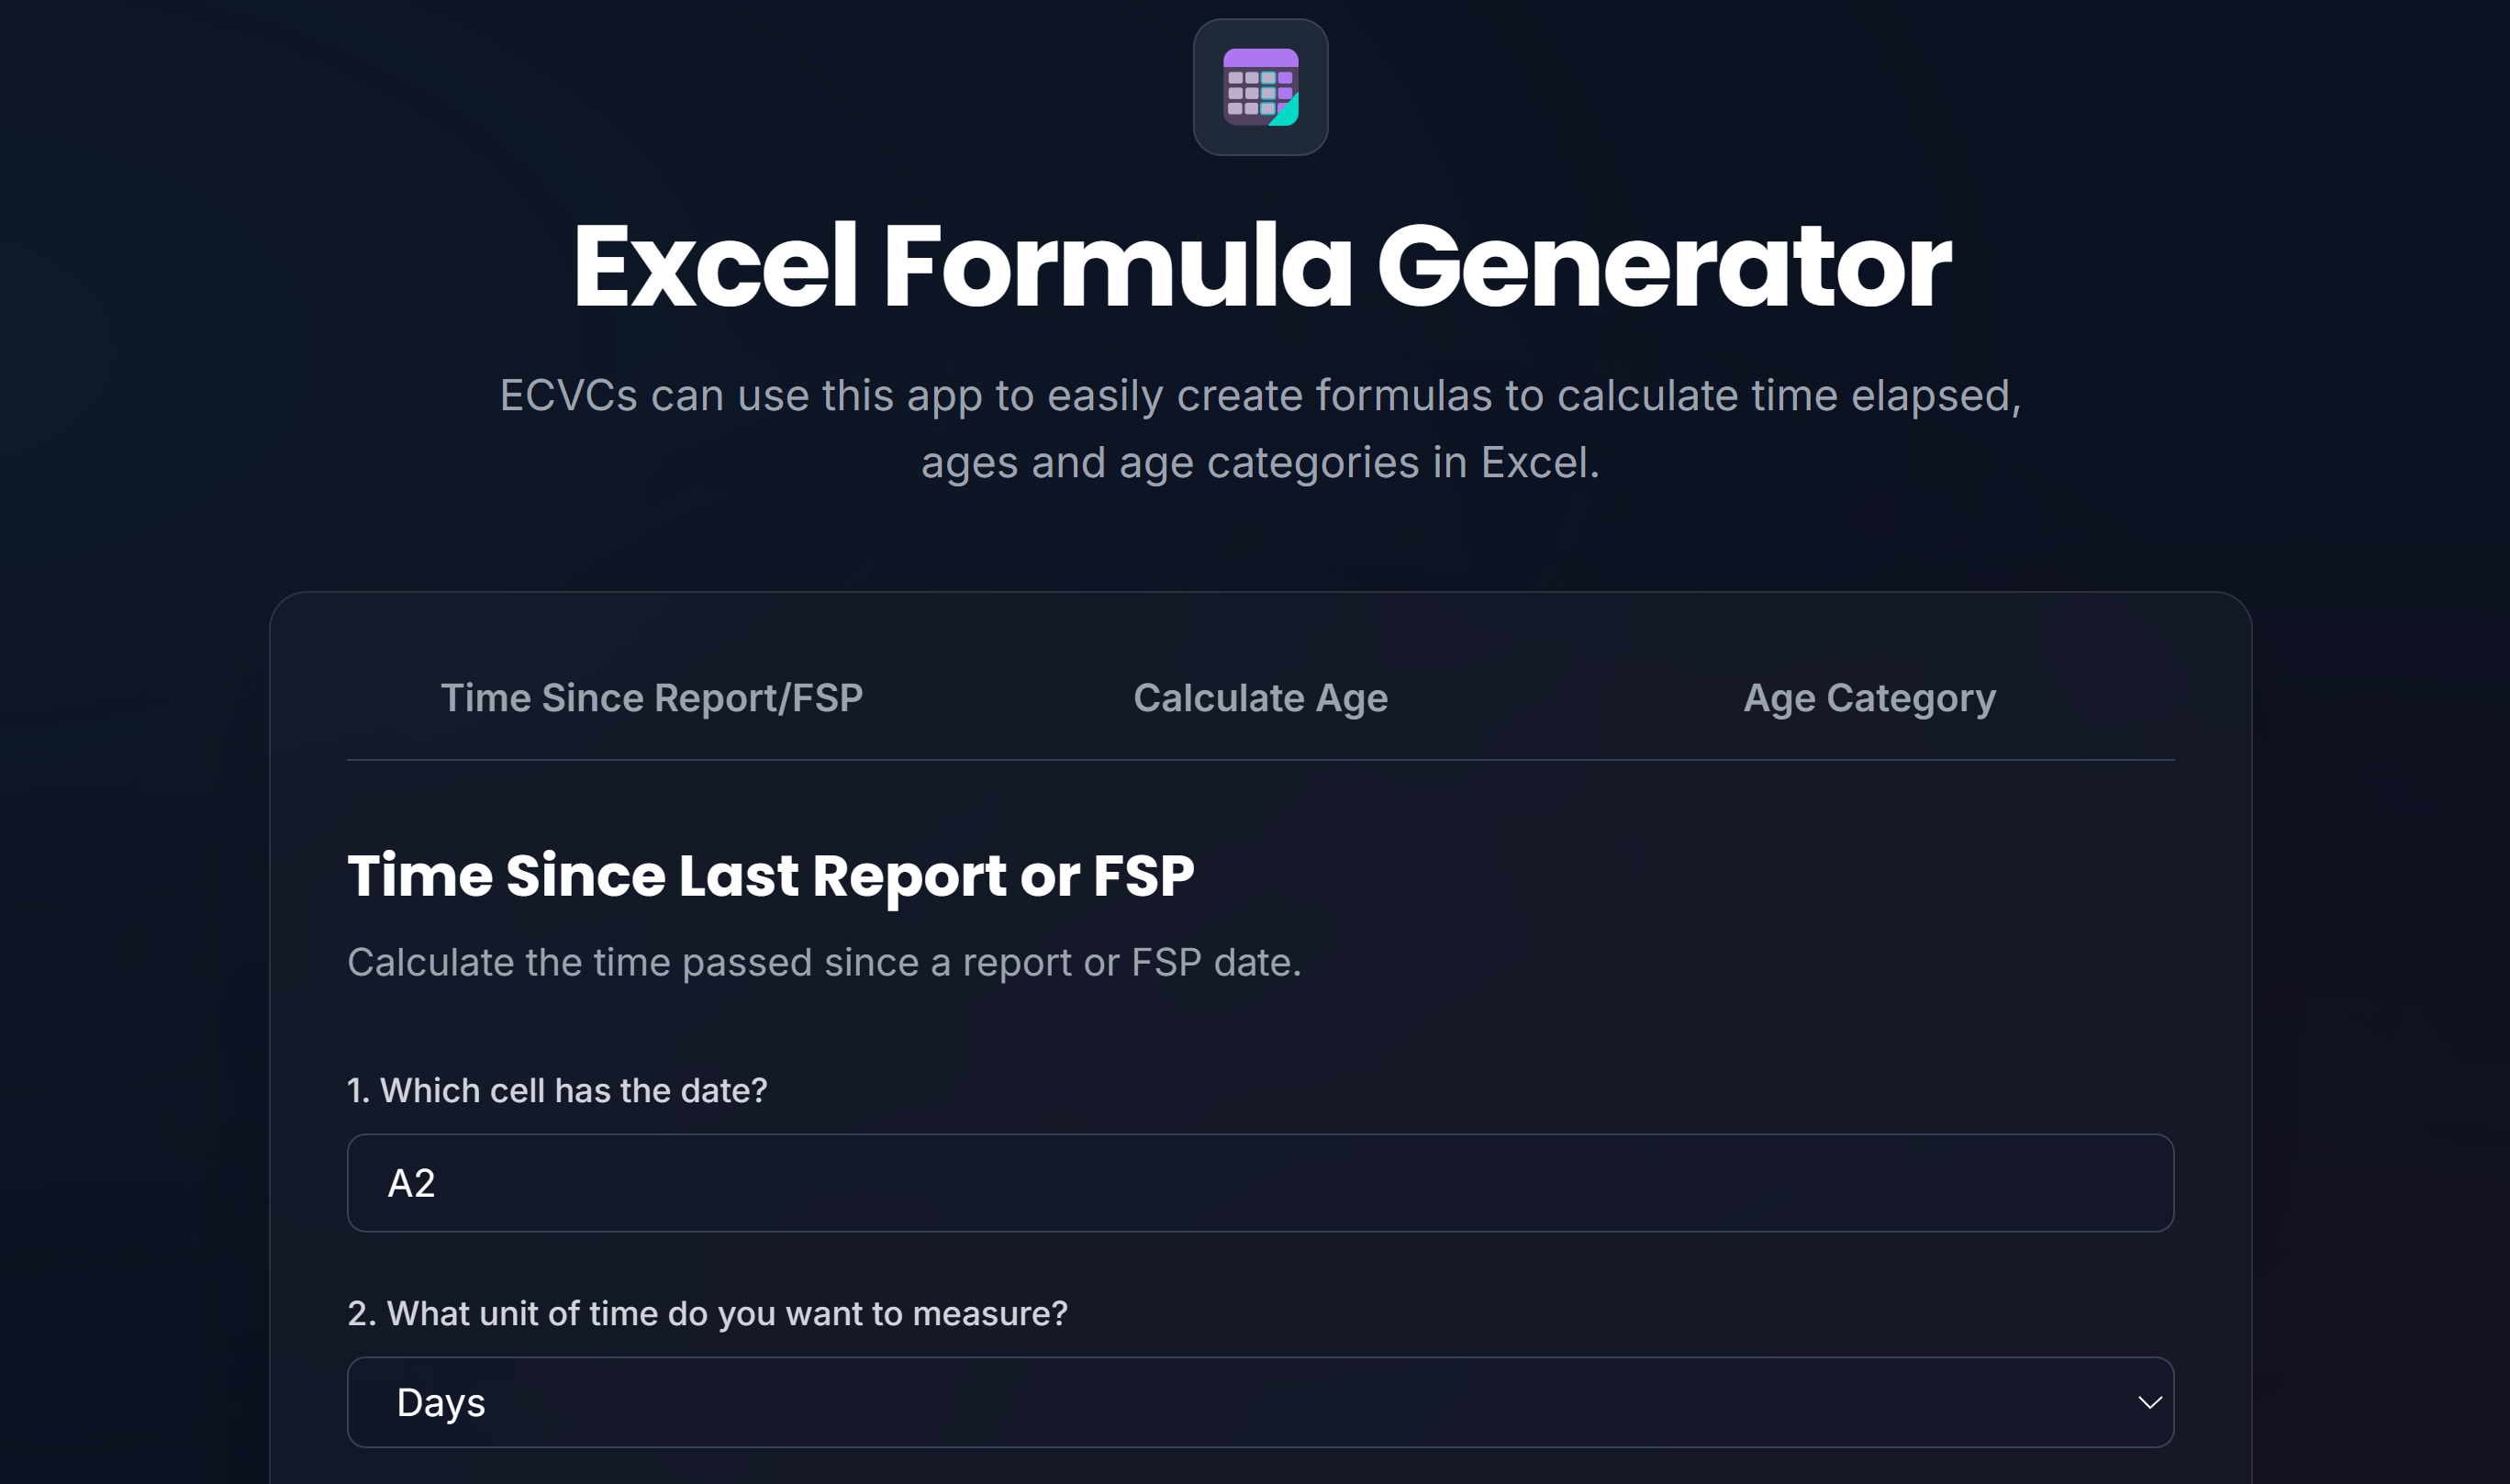 Excel Formula Generator
ECVCs can use this app to easily create formulas to calculate time elapsed,
ages and age categories in Excel.
Time Since Report/FSP
Calculate Age
Age Category
Time Since Last Report or FSP
Calculate the time passed since a report or FSP date.
1. Which cell has the date?
A2
2. What unit of time do you want to measure?
Days